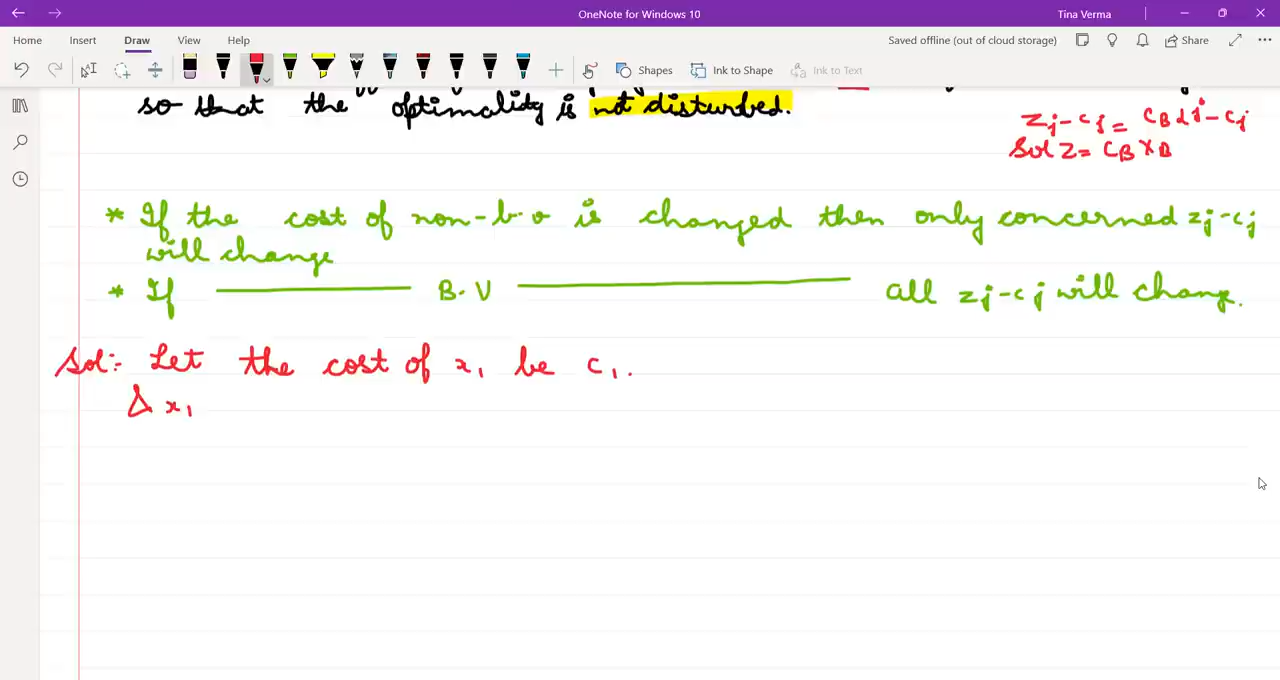 OneNote for Windows 10
Tina Verma
Home Insert Draw View Help
Saved offline (out of cloud storage)
Share
Shapes
Ink to Shape
Ink to Text
so that the optimality is not disturbed.
zj-cj = CB αj - cj
Sol Z = CB XB
* If the cost of non-b.v is changed then only concerned zj-cj
will change
* If ——— B.V ——— all zj-cj will change.
Sol:- Let the cost of x1 be c1.
Δ x1